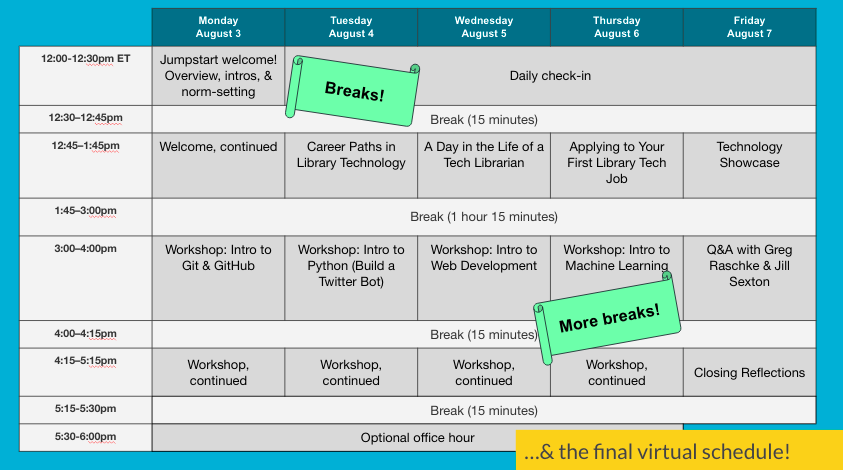 Monday
August 3
Tuesday
August 4
Wednesday
August 5
Thursday
August 6
Friday
August 7
12:00-12:30pm ET
Jumpstart welcome!
Overview, intros, &
norm-setting
Breaks!
Daily check-in
12:30–12:45pm
Break (15 minutes)
12:45–1:45pm
Welcome, continued
Career Paths in
Library Technology
A Day in the Life of a
Tech Librarian
Applying to Your
First Library Tech
Job
Technology
Showcase
1:45–3:00pm
Break (1 hour 15 minutes)
3:00–4:00pm
Workshop: Intro to
Git & GitHub
Workshop: Intro to
Python (Build a
Twitter Bot)
Workshop: Intro to
Web Development
Workshop: Intro to
Machine Learning
Q&A with Greg
Raschke & Jill
Sexton
More breaks!
4:00–4:15pm
Break (15 minutes)
4:15–5:15pm
Workshop,
continued
Workshop,
continued
Workshop,
continued
Workshop,
continued
Closing Reflections
5:15-5:30pm
Break (15 minutes)
5:30-6:00pm
Optional office hour
...& the final virtual schedule!